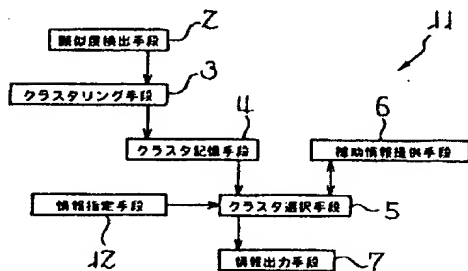 類似度検出手段
2
11
クラスタリング手段
3
4
6
クラスタ記憶手段
補助情報提供手段
情報指定手段
クラスタ選択手段
5
12
情報出力手段
7